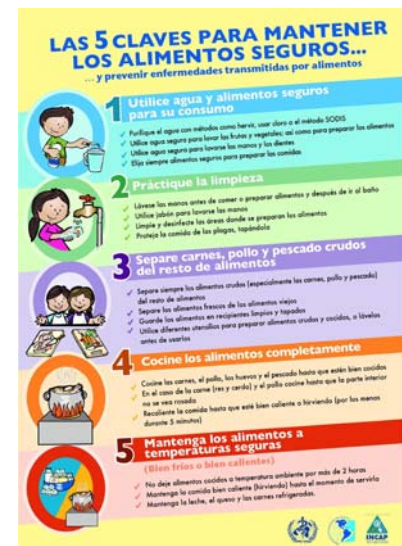 LAS 5 CLAVES PARA MANTENER
LOS ALIMENTOS SEGUROS...
... y prevenir enfermedades transmitidas por alimentos
1 Utilice agua y alimentos seguros
para su consumo
Purifique el agua con métodos como hervir, usar cloro o el método SODIS
Utilice agua segura para lavar las frutas y vegetales; así como para preparar los alimentos
Utilice agua segura para lavarse las manos y los dientes
Elija siempre alimentos seguros para preparar las comidas
2 Práctique la limpieza
Lávese las manos antes de comer o preparar alimentos y después de ir al baño
Utilice jabón para lavarse las manos
Limpie y desinfecte las áreas donde se preparan los alimentos
Proteja la comida de las plagas, tapándola
3 Separe carnes, pollo y pescado crudos
del resto de alimentos
Separe siempre los alimentos crudos (especialmente las carnes, pollo y pescado)
del resto de alimentos
Separe los alimentos frescos de los alimentos viejos
Guarde los alimentos en recipientes limpios y tapados
Utilice diferentes utensilios para preparar alimentos crudos y cocidos, o lávelos
antes de usarlos
4 Cocine los alimentos completamente
Cocine las carnes, el pollo, los huevos y el pescado hasta que estén bien cocidos
En el caso de la carne (res y cerdo) y el pollo cocine hasta que la parte interior
no se vea rosada
Recaliente la comida hasta que esté bien caliente o hirviendo (por los menos
durante 5 minutos)
5 Mantenga los alimentos a
temperaturas seguras
(Bien fríos o bien calientes)
No deje alimentos cocidos a temperatura ambiente por más de 2 horas
Mantenga la comida bien caliente (hirviendo) hasta el momento de servirla
Mantenga la leche, el queso y las carnes refrigeradas.
INCAP